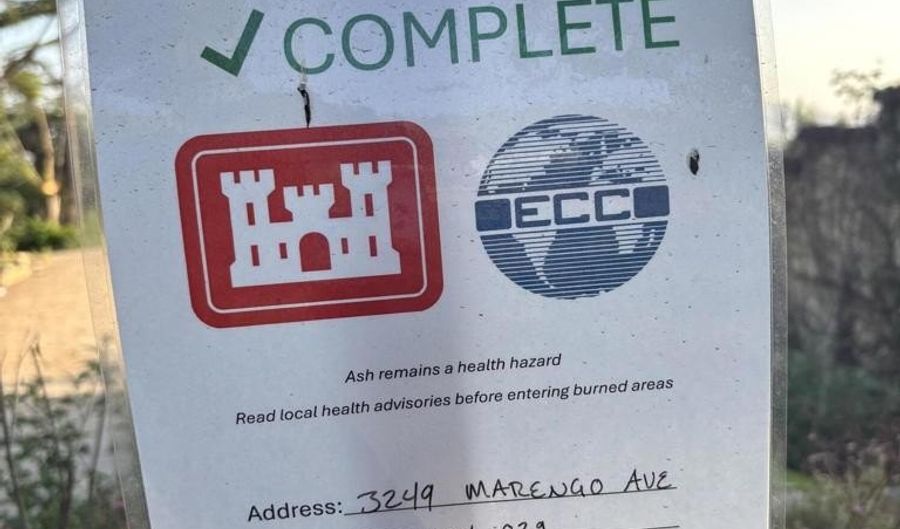 ✓ COMPLETE
ECC
Ash remains a health hazard
Read local health advisories before entering burned areas
Address: 3249 MARENGO AVE